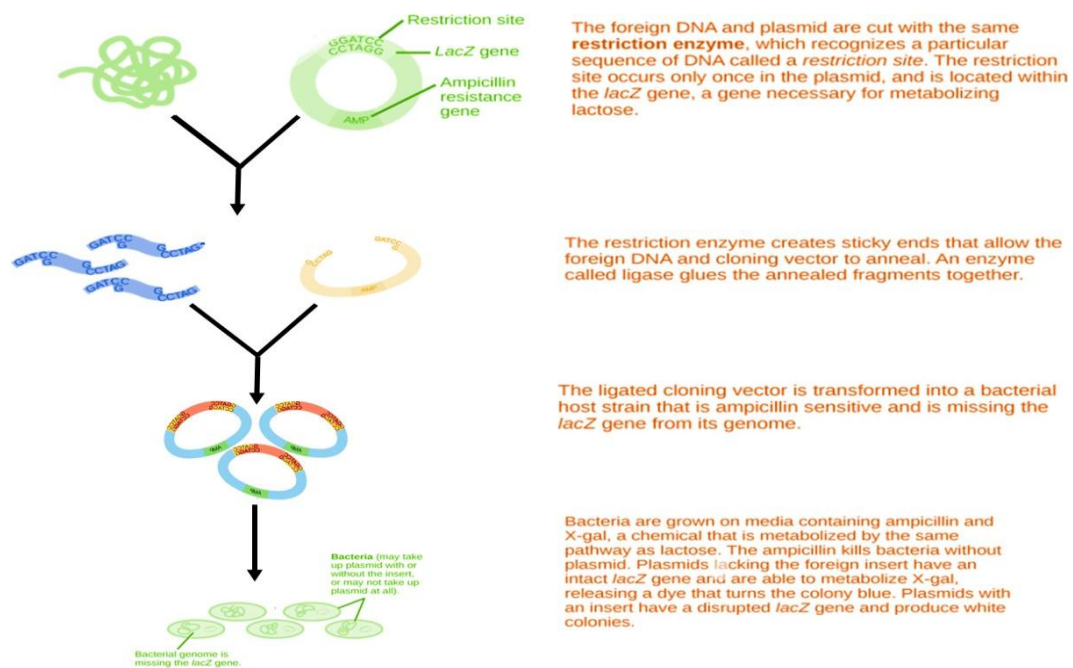 Restriction site
GGATCC
CCTAGG
LacZ gene
Ampicillin
resistance
gene
AMP
The foreign DNA and plasmid are cut with the same
restriction enzyme, which recognizes a particular
sequence of DNA called a restriction site. The restriction
site occurs only once in the plasmid, and is located within
the lacZ gene, a gene necessary for metabolizing
lactose.
GATCC
G
G
CCTAG
GATCC
G
G
CCTAG
GATCC
G
G
CCTAG
G
CCTAG
GATCC
G
AMP
The restriction enzyme creates sticky ends that allow the
foreign DNA and cloning vector to anneal. An enzyme
called ligase glues the annealed fragments together.
AMP
AMP
AMP
The ligated cloning vector is transformed into a bacterial
host strain that is ampicillin sensitive and is missing the
lacZ gene from its genome.
Bacteria (may take
up plasmid with or
without the insert,
or may not take up
plasmid at all).
Bacterial genome is
missing the lacZ gene.
Bacteria are grown on media containing ampicillin and
X-gal, a chemical that is metabolized by the same
pathway as lactose. The ampicillin kills bacteria without
plasmid. Plasmids lacking the foreign insert have an
intact lacZ gene and are able to metabolize X-gal,
releasing a dye that turns the colony blue. Plasmids with
an insert have a disrupted lacZ gene and produce white
colonies.